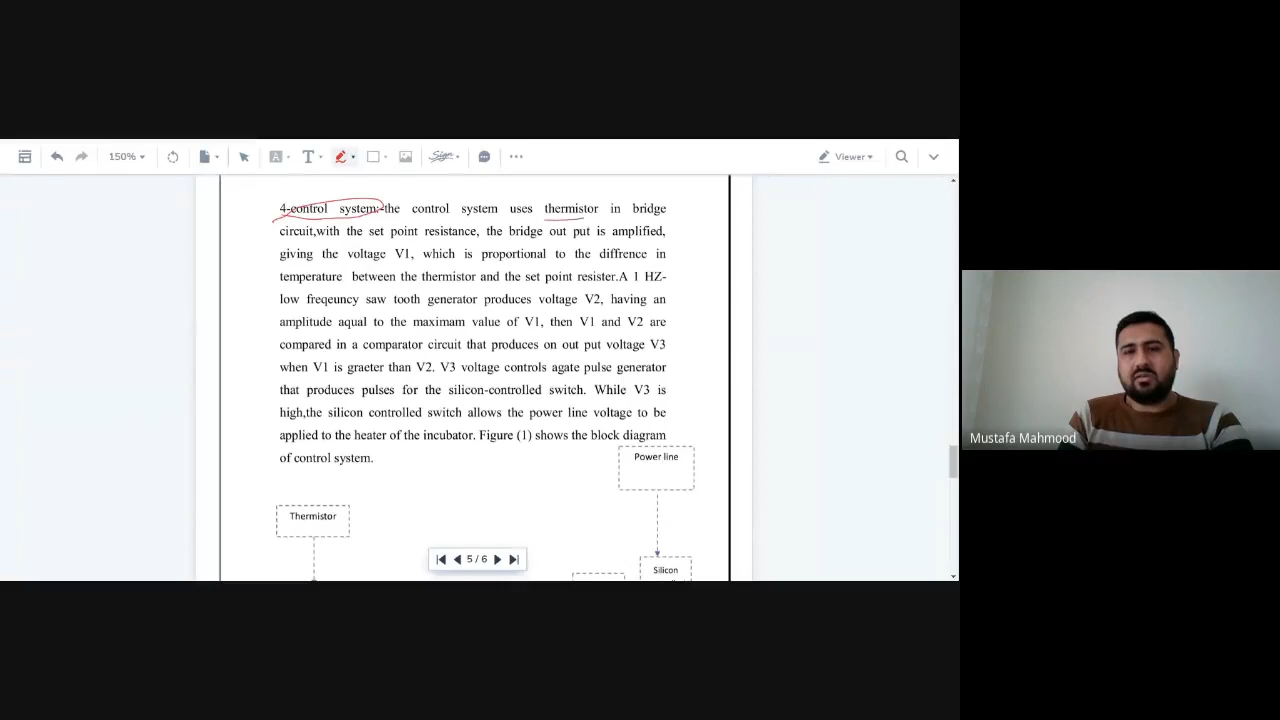 150%
A
T
Sign
Viewer
4-control system:-the control system uses thermistor in bridge
circuit,with the set point resistance, the bridge out put is amplified,
giving the voltage V1, which is proportional to the diffrence in
temperature between the thermistor and the set point resister.A 1 HZ-
low freqeuncy saw tooth generator produces voltage V2, having an
amplitude aqual to the maximam value of V1, then V1 and V2 are
compared in a comparator circuit that produces on out put voltage V3
when V1 is graeter than V2. V3 voltage controls agate pulse generator
that produces pulses for the silicon-controlled switch. While V3 is
high,the silicon controlled switch allows the power line voltage to be
applied to the heater of the incubator. Figure (1) shows the block diagram
of control system.
Power line
Thermistor
5 / 6
Silicon
Mustafa Mahmood